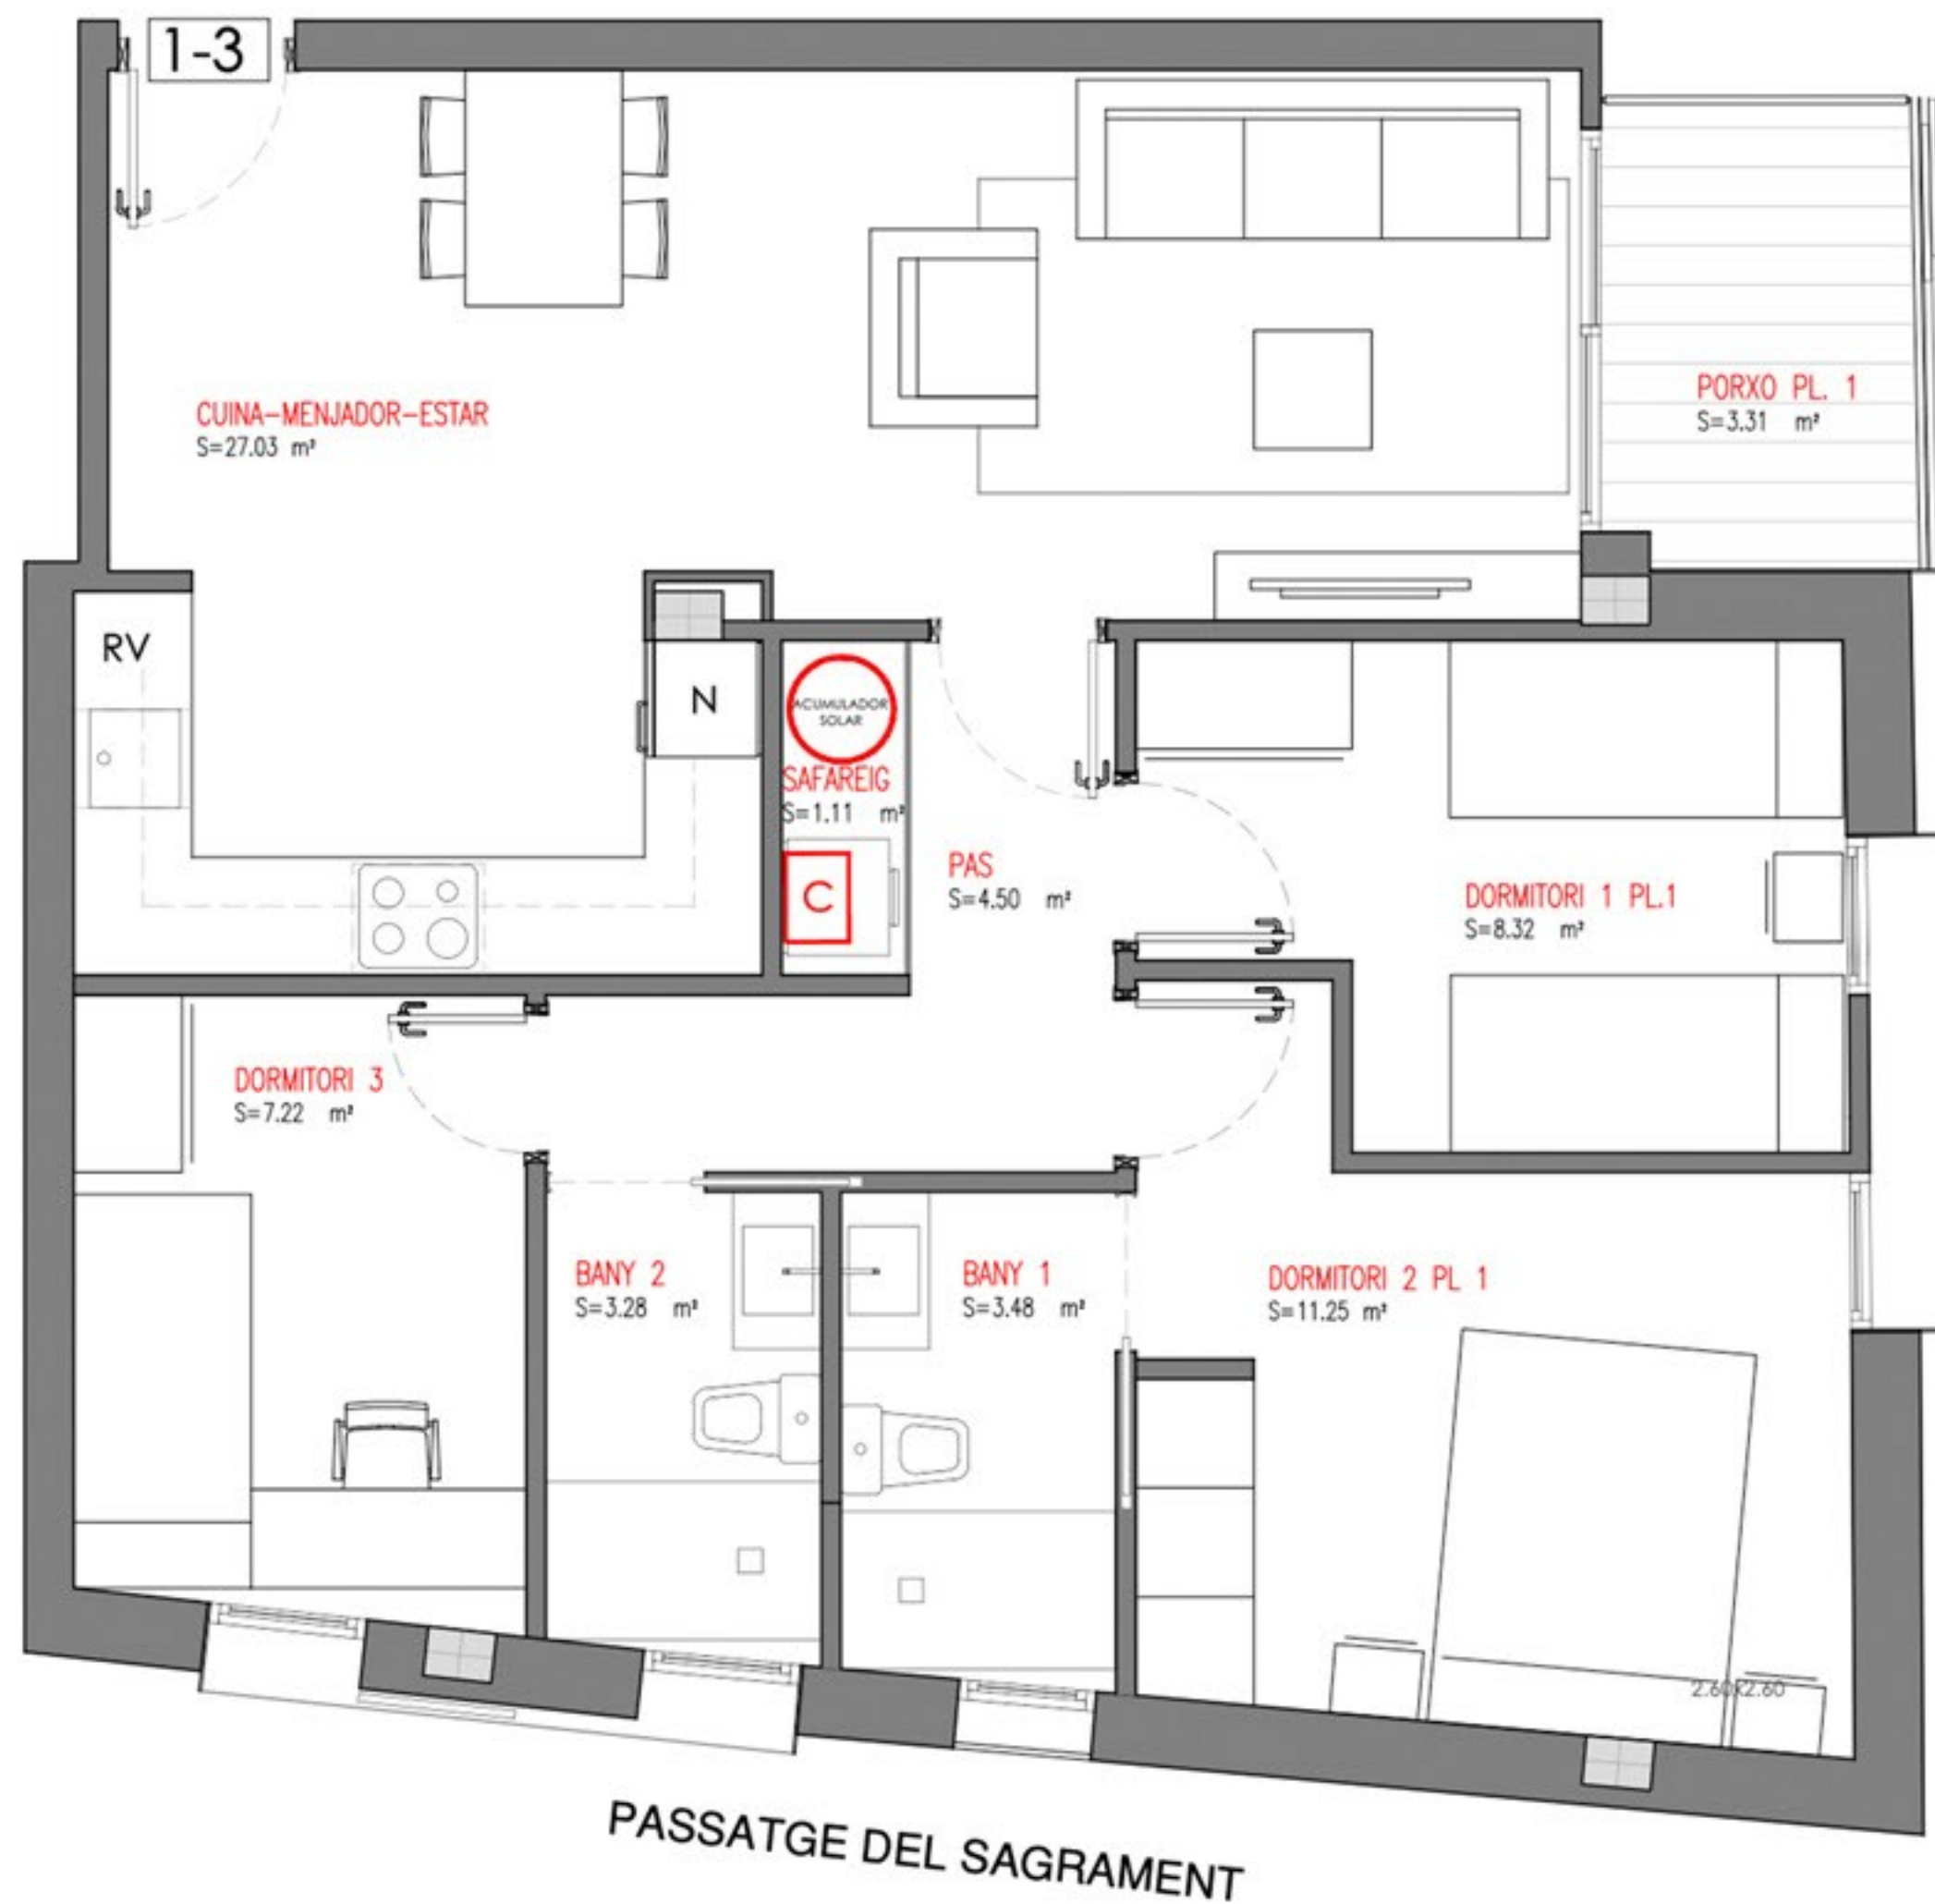 1-3
CUINA-MENJADOR-ESTAR
S=27.03 m²
PORXO PL. 1
S=3.31 m²
RV
N
ACUMULADOR
SOLAR
SAFAREIG
S=1.11 m²
C
PAS
S=4.50 m²
DORMITORI 1 PL.1
S=8.32 m²
DORMITORI 3
S=7.22 m²
BANY 2
S=3.28 m²
BANY 1
S=3.48 m²
DORMITORI 2 PL 1
S=11.25 m²
2.60x2.60
PASSATGE DEL SAGRAMENT